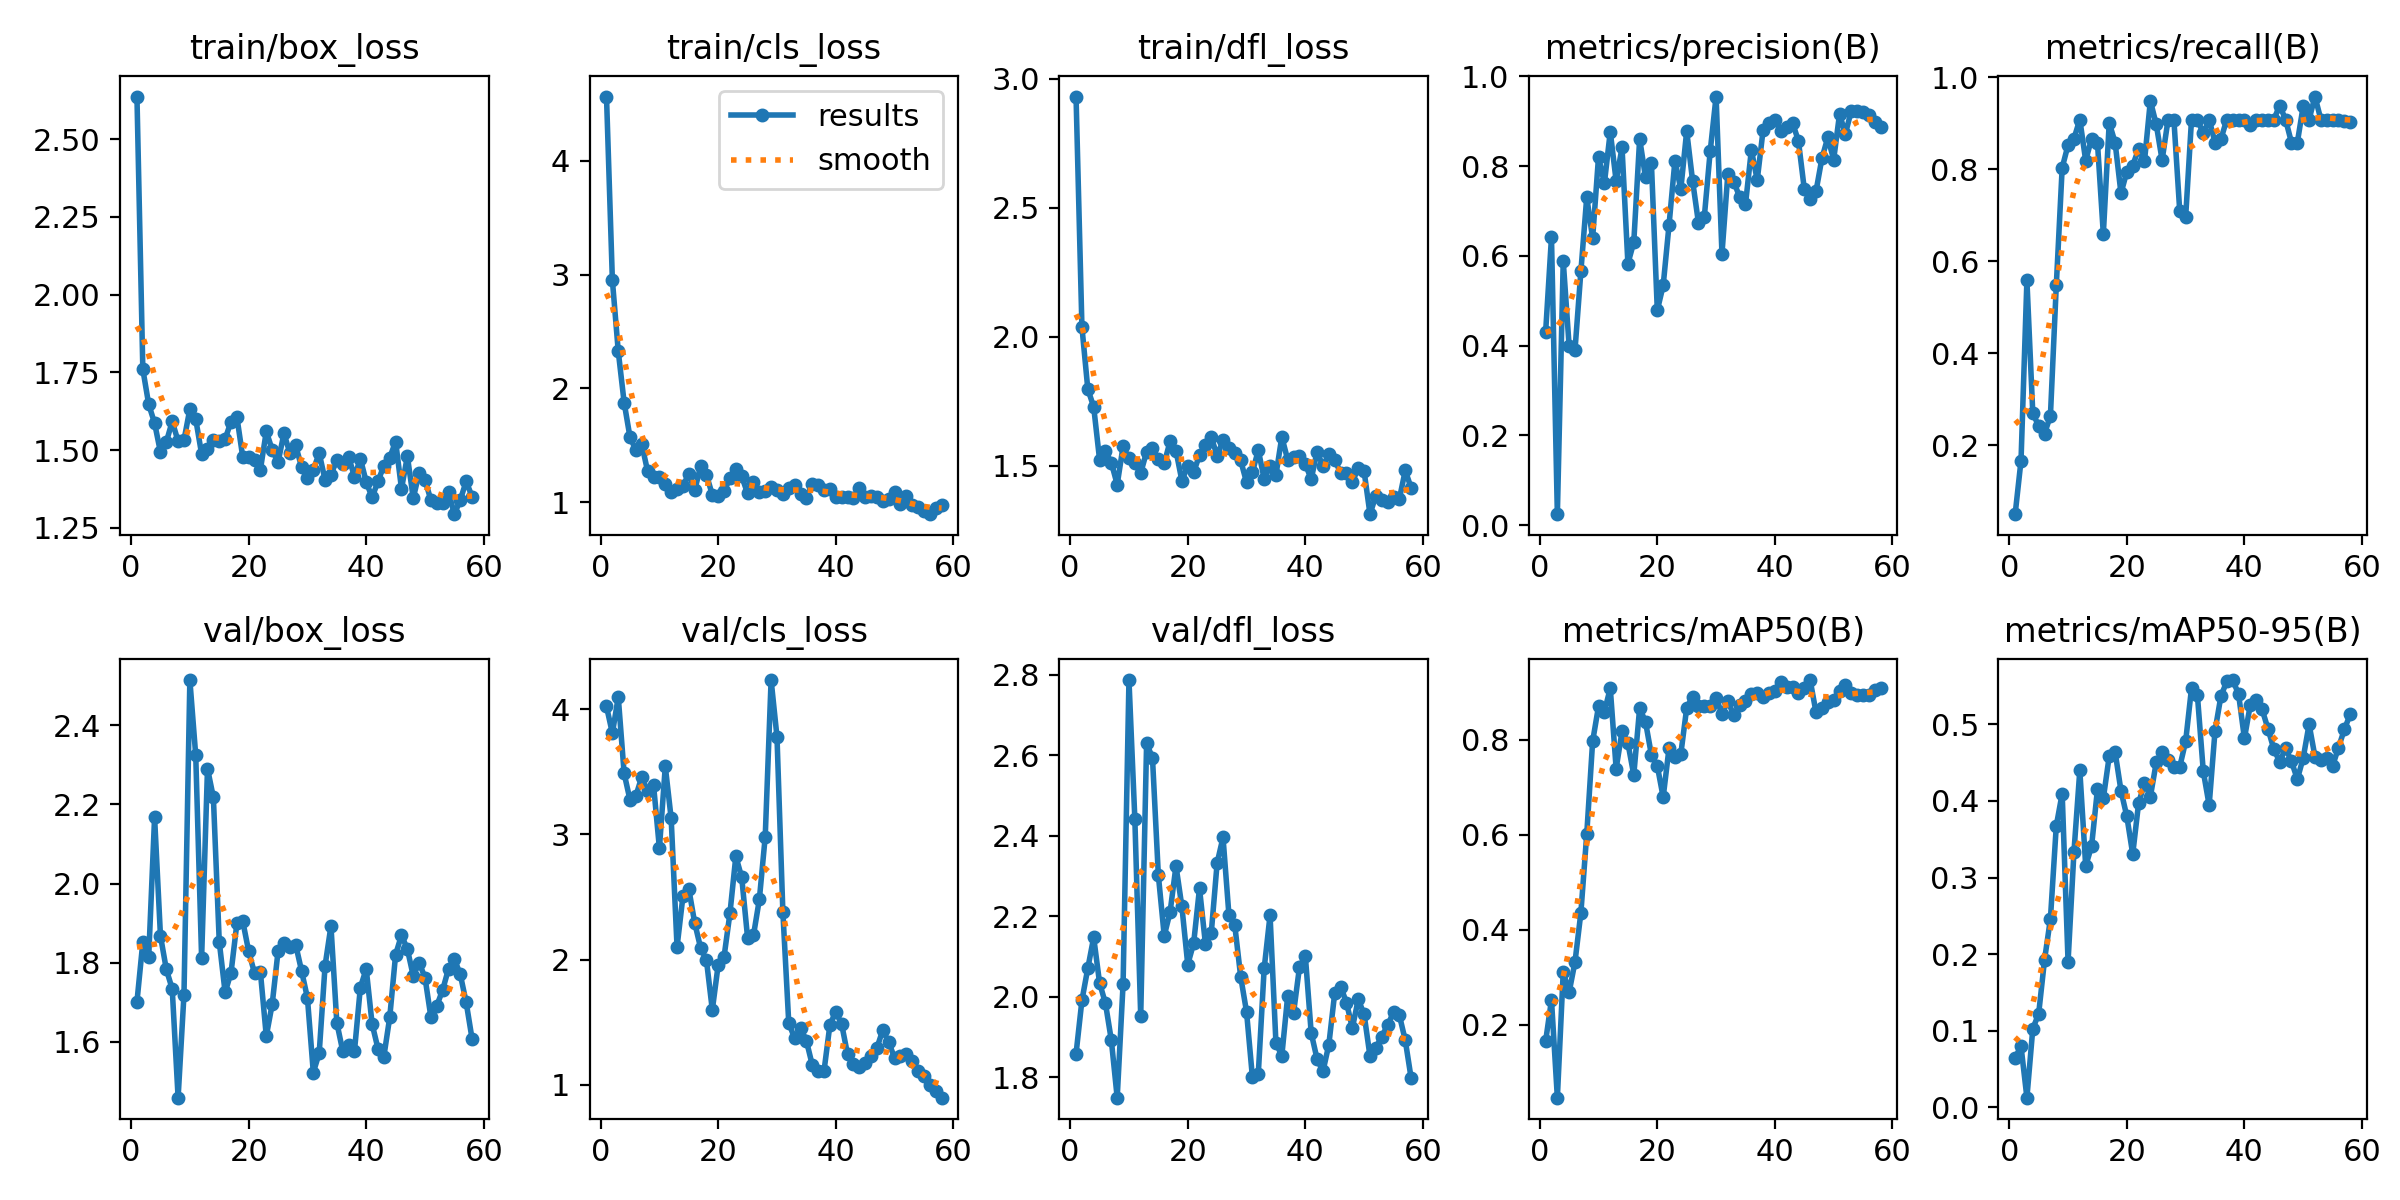 train/box_loss
2.50
2.25
2.00
1.75
1.50
1.25
0 20 40 60
train/cls_loss
results
smooth
4
3
2
1
0 20 40 60
train/dfl_loss
3.0
2.5
2.0
1.5
0 20 40 60
metrics/precision(B)
1.0
0.8
0.6
0.4
0.2
0.0
0 20 40 60
metrics/recall(B)
1.0
0.8
0.6
0.4
0.2
0 20 40 60
val/box_loss
2.4
2.2
2.0
1.8
1.6
0 20 40 60
val/cls_loss
4
3
2
1
0 20 40 60
val/dfl_loss
2.8
2.6
2.4
2.2
2.0
1.8
0 20 40 60
metrics/mAP50(B)
0.8
0.6
0.4
0.2
0 20 40 60
metrics/mAP50-95(B)
0.5
0.4
0.3
0.2
0.1
0.0
0 20 40 60